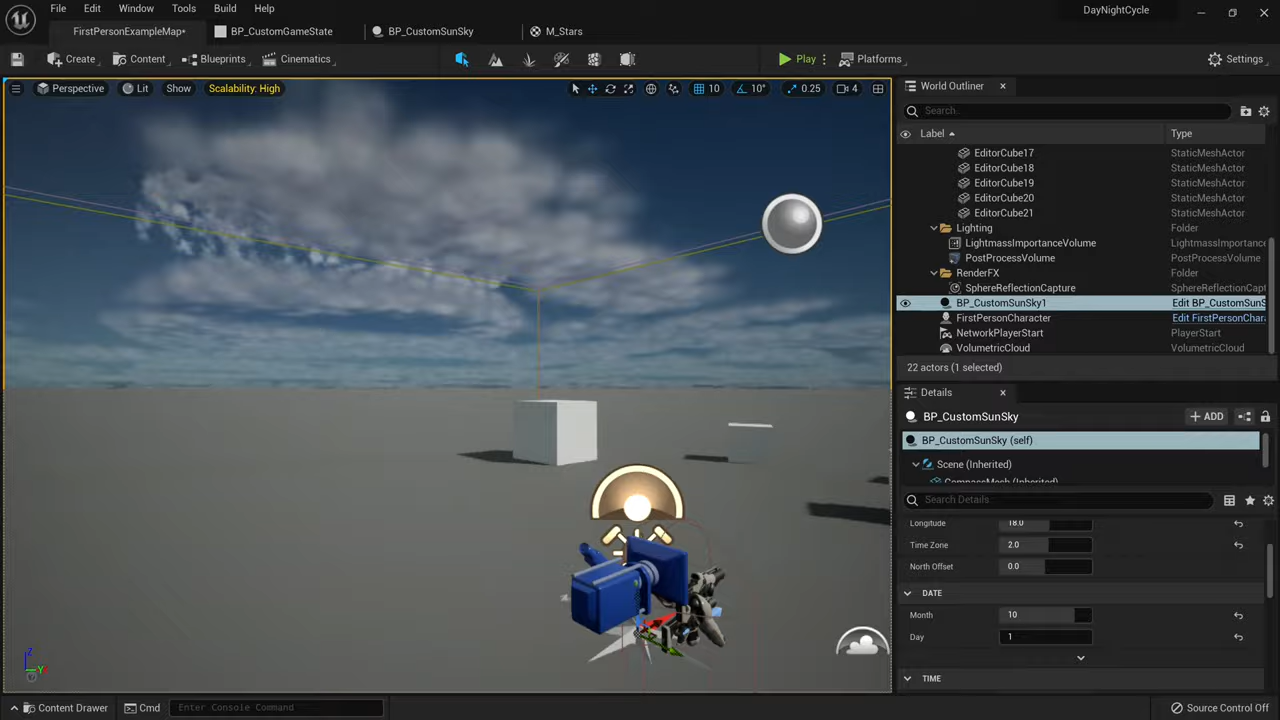 File Edit Window Tools Build Help
DayNightCycle
FirstPersonExampleMap*
BP_CustomGameState
BP_CustomSunSky
M_Stars
Create
Content
Blueprints
Cinematics
Play
Platforms
Settings
Perspective
Lit
Show
Scalability: High
10
10°
0.25
4
World Outliner
Search..
Label
Type
EditorCube17 StaticMeshActor
EditorCube18 StaticMeshActor
EditorCube19 StaticMeshActor
EditorCube20 StaticMeshActor
EditorCube21 StaticMeshActor
Lighting Folder
LightmassImportanceVolume LightmassImportance
PostProcessVolume PostProcessVolume
RenderFX Folder
SphereReflectionCapture SphereReflectionCapt
BP_CustomSunSky1 Edit BP_CustomSunS
FirstPersonCharacter Edit FirstPersonChar
NetworkPlayerStart PlayerStart
VolumetricCloud VolumetricCloud
22 actors (1 selected)
Details
BP_CustomSunSky
ADD
BP_CustomSunSky (self)
Scene (Inherited)
CompassMesh (Inherited)
Search Details
Longitude 18.0
Time Zone 2.0
North Offset 0.0
DATE
Month 10
Day 1
TIME
Content Drawer
Cmd
Enter Console Command
Source Control Off